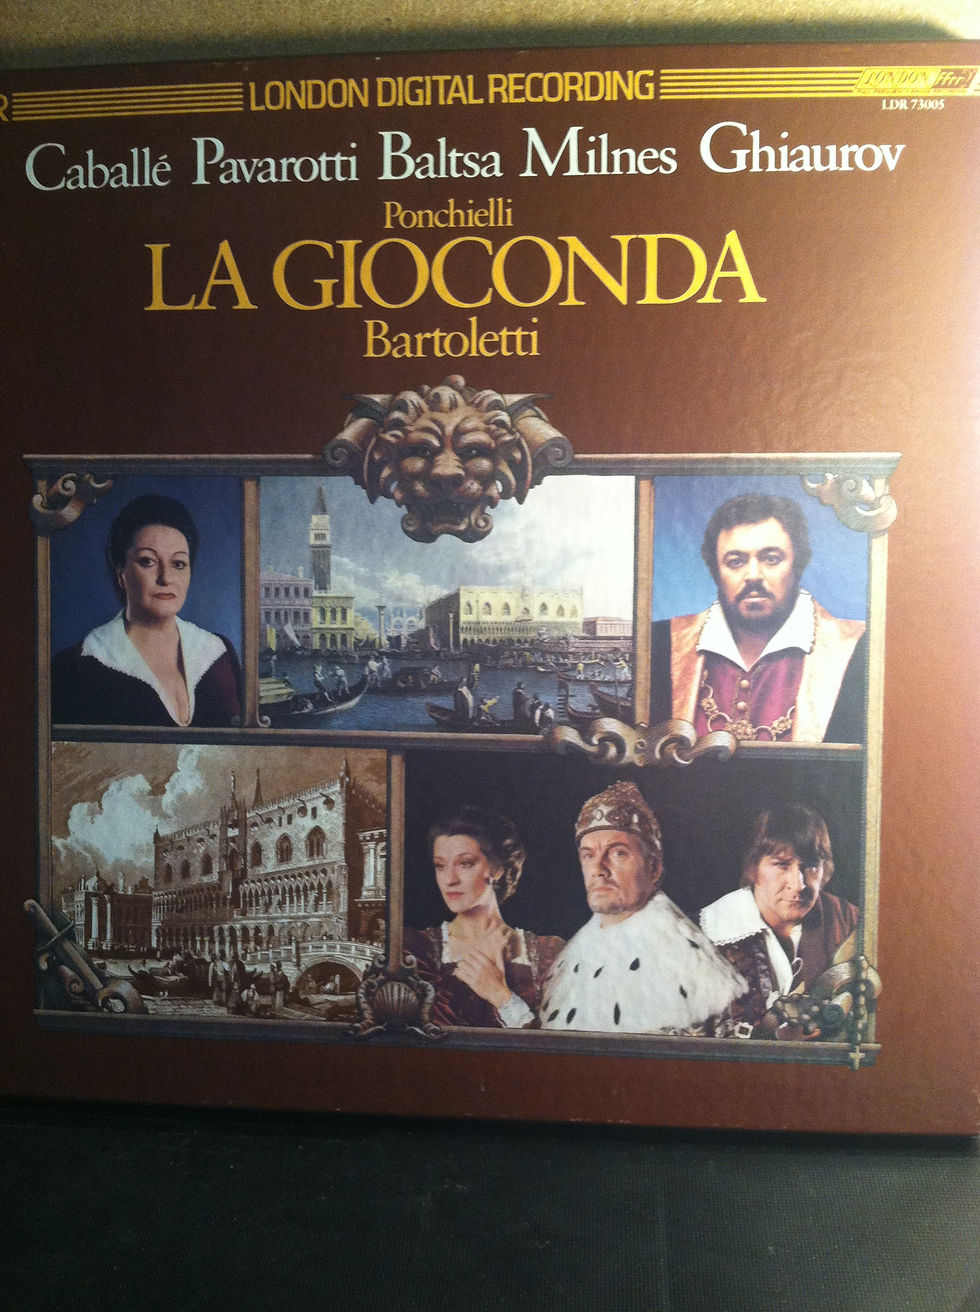 R LONDON DIGITAL RECORDING LONDON ffrr
LDR 73005
Caballé Pavarotti Baltsa Milnes Ghiaurov
Ponchielli
LA GIOCONDA
Bartoletti